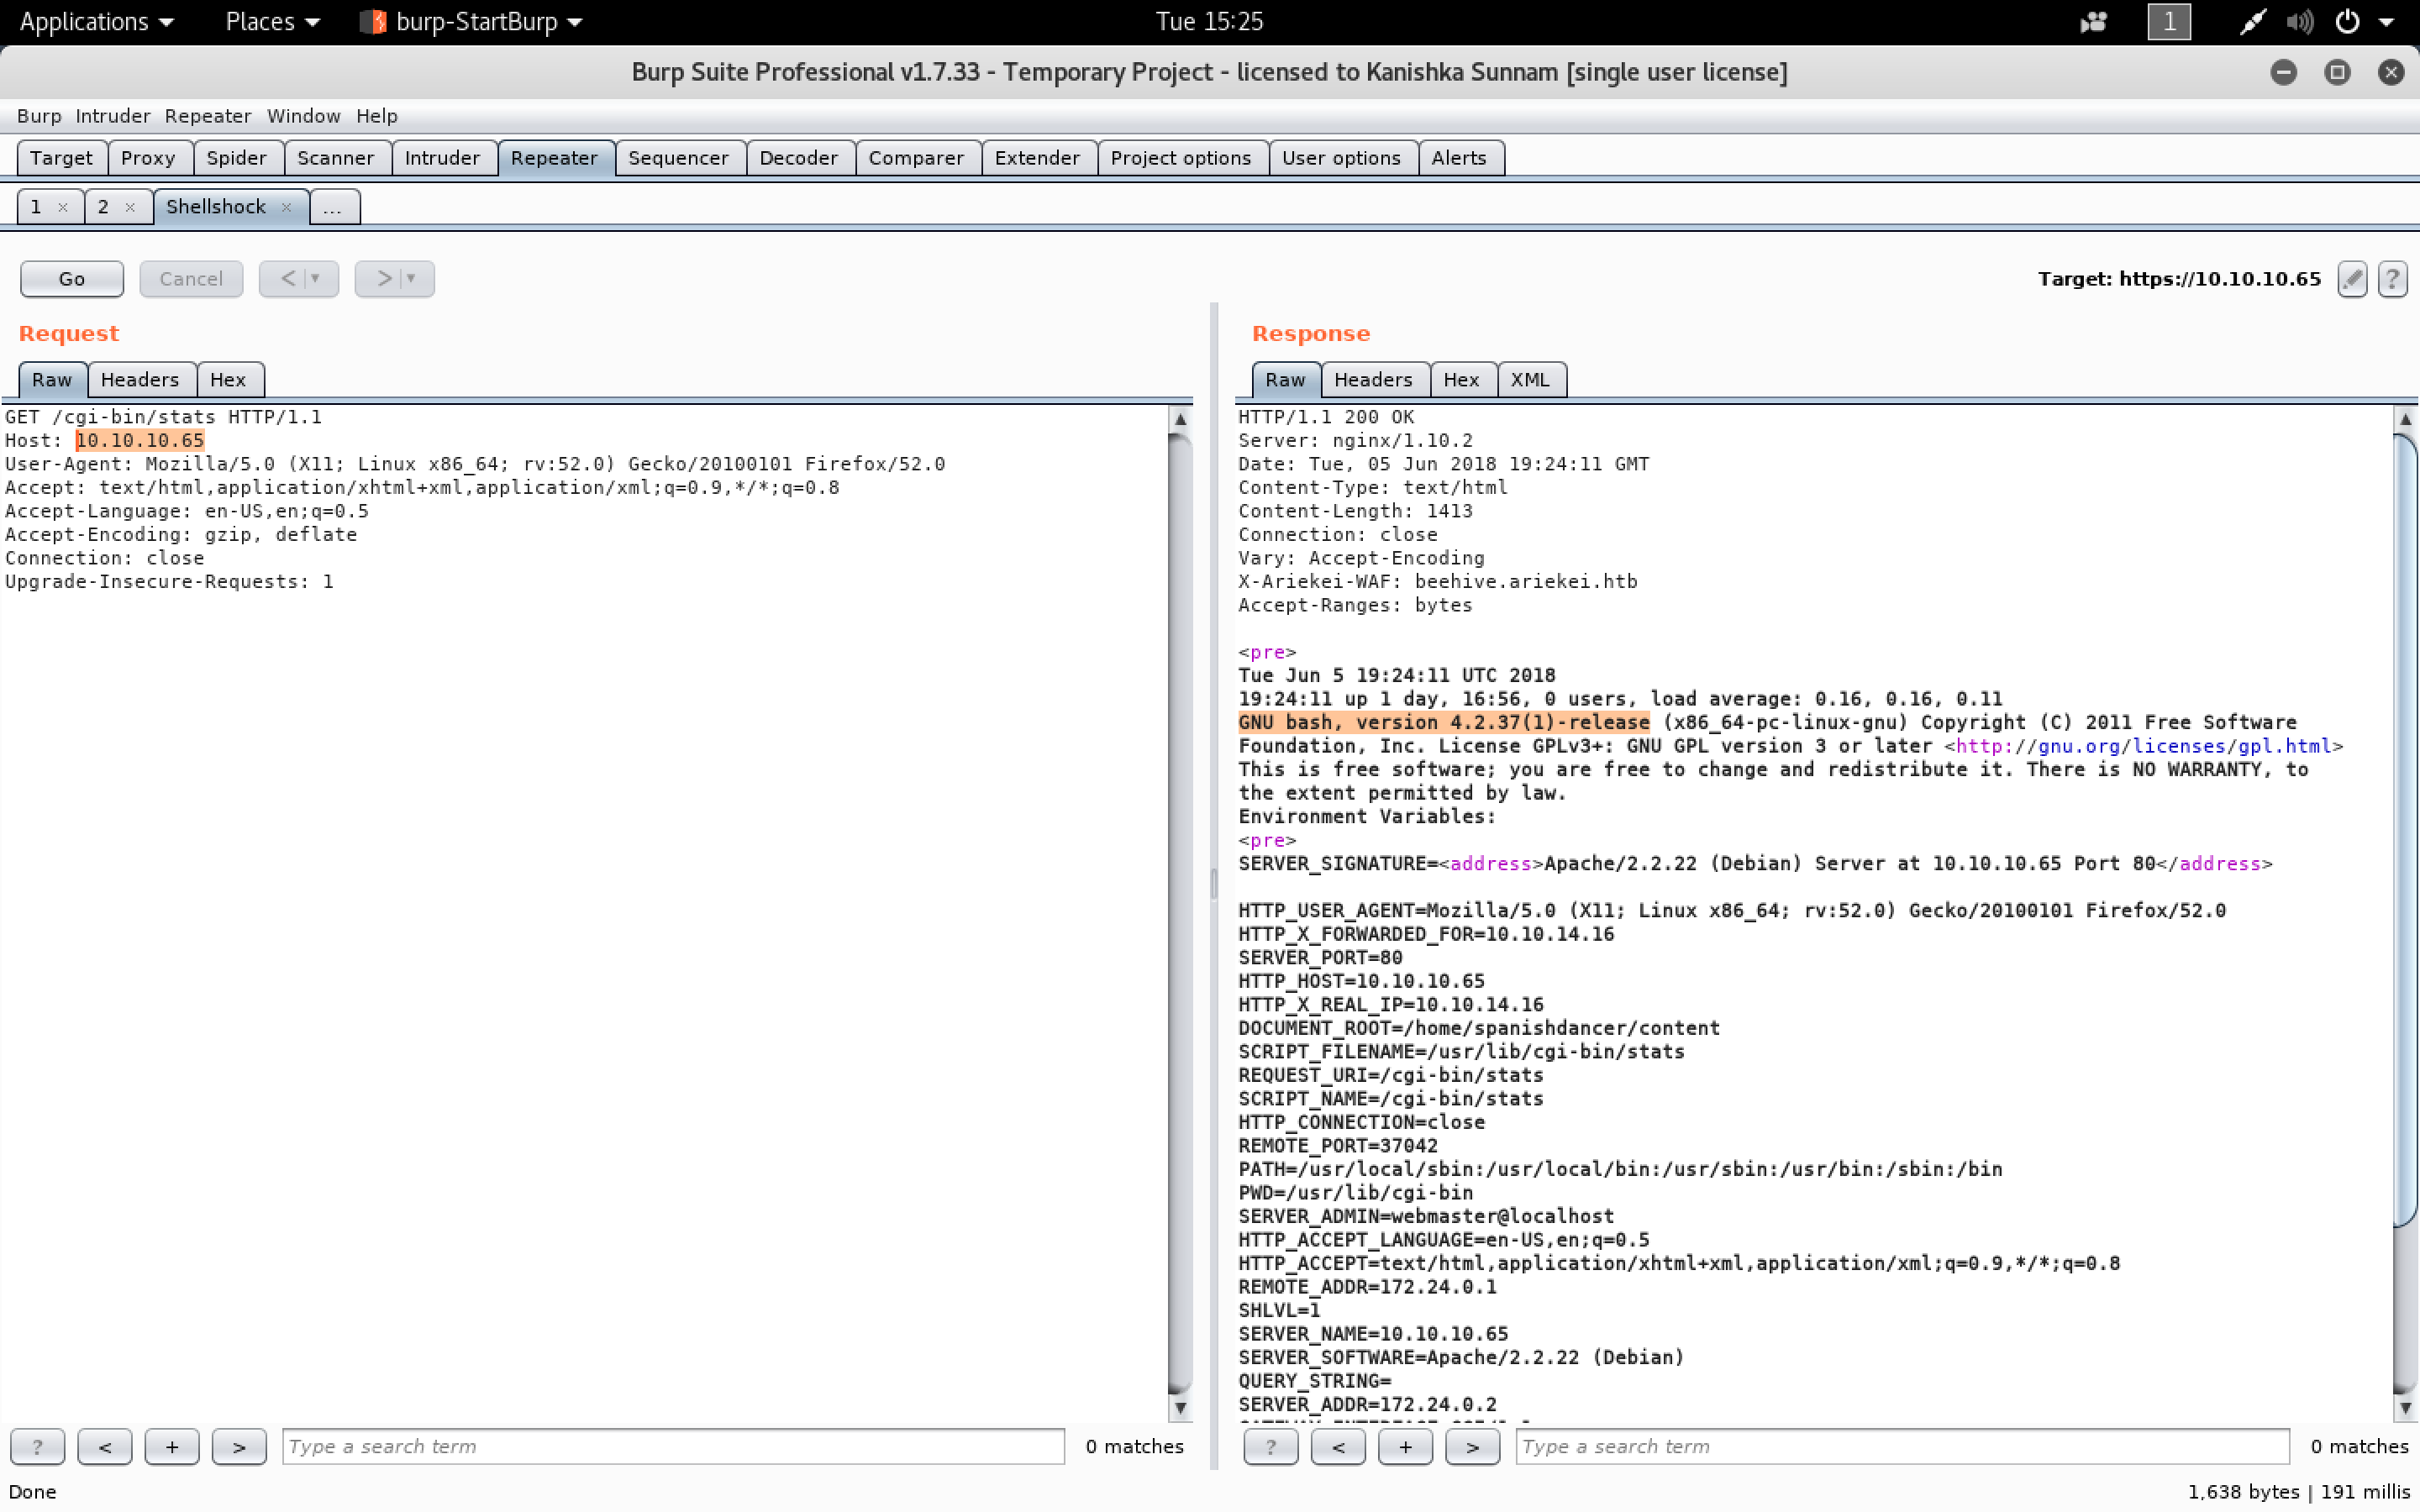 Applications Places burp-StartBurp Tue 15:25 1
Burp Suite Professional v1.7.33 - Temporary Project - licensed to Kanishka Sunnam [single user license]
Burp Intruder Repeater Window Help
Target Proxy Spider Scanner Intruder Repeater Sequencer Decoder Comparer Extender Project options User options Alerts
1 × 2 × Shellshock × ...
Go Cancel < > Target: https://10.10.10.65 ?
Request
Raw Headers Hex
GET /cgi-bin/stats HTTP/1.1
Host: 10.10.10.65
User-Agent: Mozilla/5.0 (X11; Linux x86_64; rv:52.0) Gecko/20100101 Firefox/52.0
Accept: text/html,application/xhtml+xml,application/xml;q=0.9,*/*;q=0.8
Accept-Language: en-US,en;q=0.5
Accept-Encoding: gzip, deflate
Connection: close
Upgrade-Insecure-Requests: 1
? < + > Type a search term 0 matches
Response
Raw Headers Hex XML
HTTP/1.1 200 OK
Server: nginx/1.10.2
Date: Tue, 05 Jun 2018 19:24:11 GMT
Content-Type: text/html
Content-Length: 1413
Connection: close
Vary: Accept-Encoding
X-Ariekei-WAF: beehive.ariekei.htb
Accept-Ranges: bytes
<pre>
Tue Jun 5 19:24:11 UTC 2018
19:24:11 up 1 day, 16:56, 0 users, load average: 0.16, 0.16, 0.11
GNU bash, version 4.2.37(1)-release (x86_64-pc-linux-gnu) Copyright (C) 2011 Free Software
Foundation, Inc. License GPLv3+: GNU GPL version 3 or later <http://gnu.org/licenses/gpl.html>
This is free software; you are free to change and redistribute it. There is NO WARRANTY, to
the extent permitted by law.
Environment Variables:
<pre>
SERVER_SIGNATURE=<address>Apache/2.2.22 (Debian) Server at 10.10.10.65 Port 80</address>
HTTP_USER_AGENT=Mozilla/5.0 (X11; Linux x86_64; rv:52.0) Gecko/20100101 Firefox/52.0
HTTP_X_FORWARDED_FOR=10.10.14.16
SERVER_PORT=80
HTTP_HOST=10.10.10.65
HTTP_X_REAL_IP=10.10.14.16
DOCUMENT_ROOT=/home/spanishdancer/content
SCRIPT_FILENAME=/usr/lib/cgi-bin/stats
REQUEST_URI=/cgi-bin/stats
SCRIPT_NAME=/cgi-bin/stats
HTTP_CONNECTION=close
REMOTE_PORT=37042
PATH=/usr/local/sbin:/usr/local/bin:/usr/sbin:/usr/bin:/sbin:/bin
PWD=/usr/lib/cgi-bin
SERVER_ADMIN=webmaster@localhost
HTTP_ACCEPT_LANGUAGE=en-US,en;q=0.5
HTTP_ACCEPT=text/html,application/xhtml+xml,application/xml;q=0.9,*/*;q=0.8
REMOTE_ADDR=172.24.0.1
SHLVL=1
SERVER_NAME=10.10.10.65
SERVER_SOFTWARE=Apache/2.2.22 (Debian)
QUERY_STRING=
SERVER_ADDR=172.24.0.2
? < + > Type a search term 0 matches
Done 1,638 bytes | 191 millis